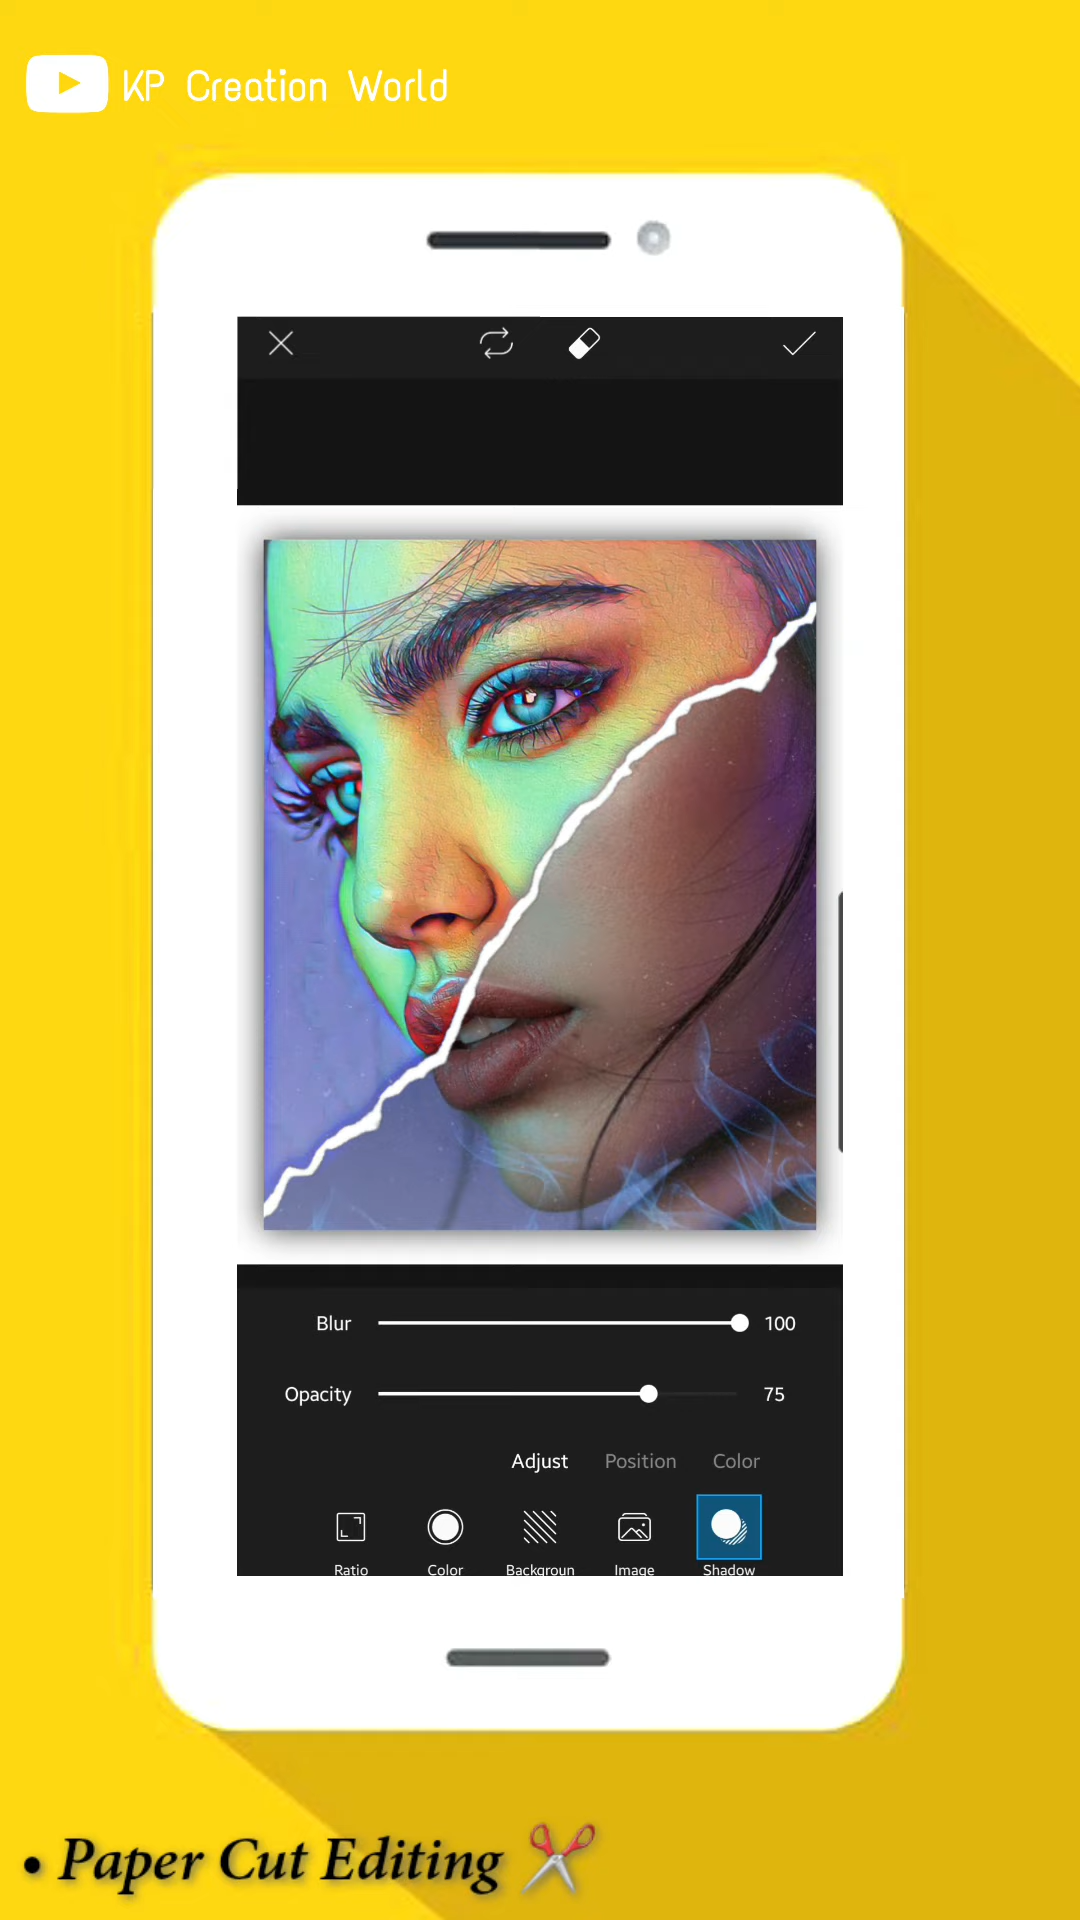 KP Creation World
Blur 100
Opacity 75
Adjust Position Color
Ratio Color Backgroun Image Shadow
• Paper Cut Editing